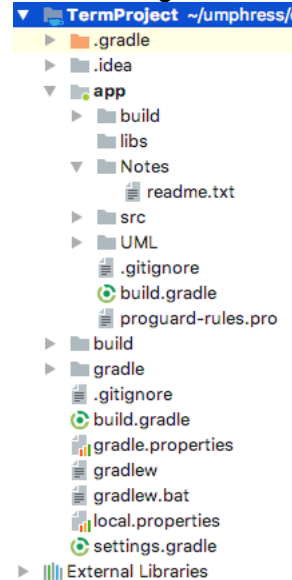 TermProject ~/umphress/
.gradle
.idea
app
build
libs
Notes
readme.txt
src
UML
.gitignore
build.gradle
proguard-rules.pro
build
gradle
.gitignore
build.gradle
gradle.properties
gradlew
gradlew.bat
local.properties
settings.gradle
External Libraries